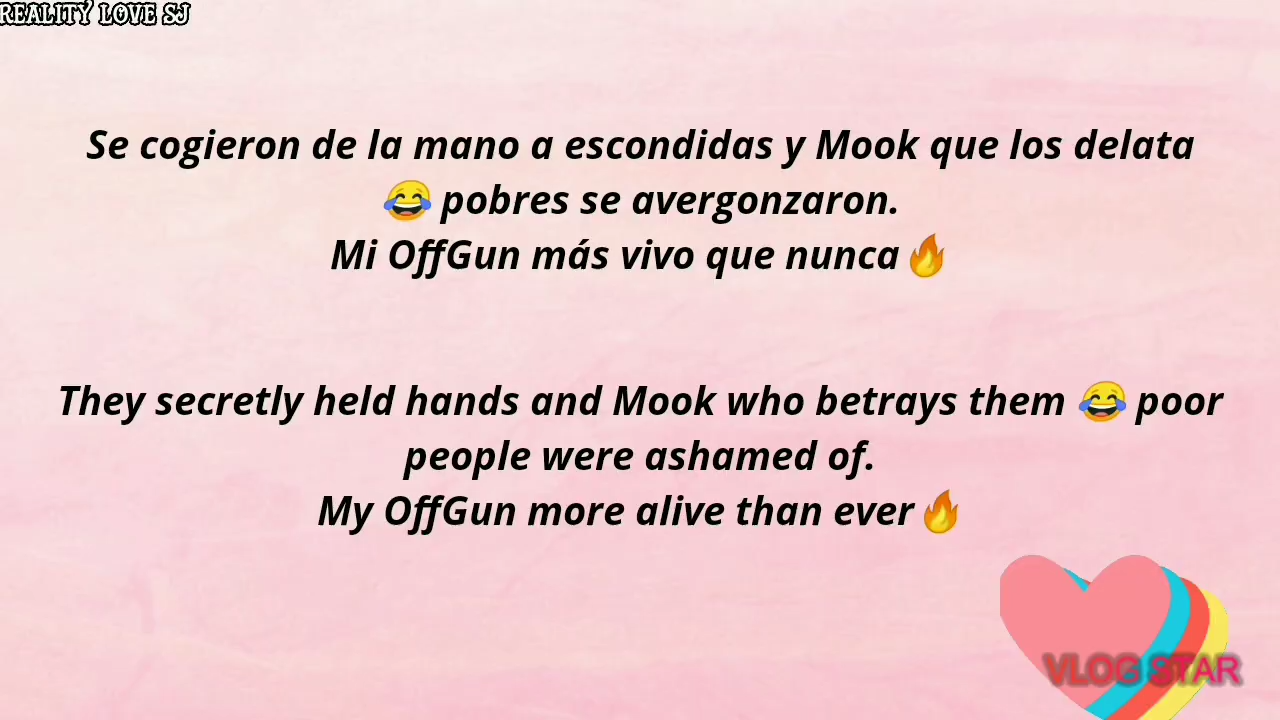 REALITY LOVE SJ
Se cogieron de la mano a escondidas y Mook que los delata
😂 pobres se avergonzaron.
Mi OffGun más vivo que nunca🔥
They secretly held hands and Mook who betrays them 😂 poor
people were ashamed of.
My OffGun more alive than ever🔥
VLOG STAR